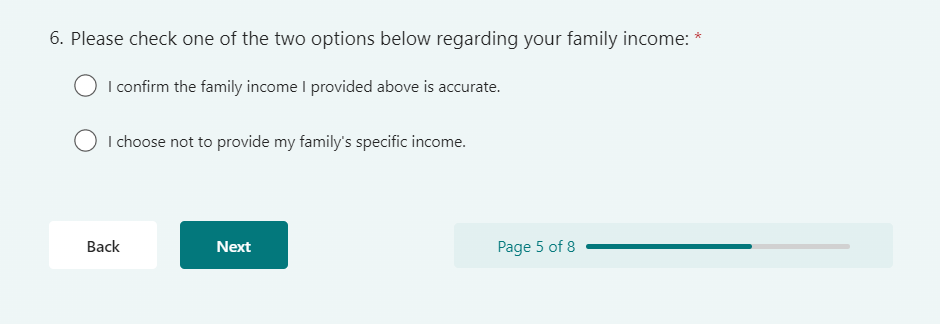 6. Please check one of the two options below regarding your family income: *
I confirm the family income I provided above is accurate.
I choose not to provide my family's specific income.
Back
Next
Page 5 of 8